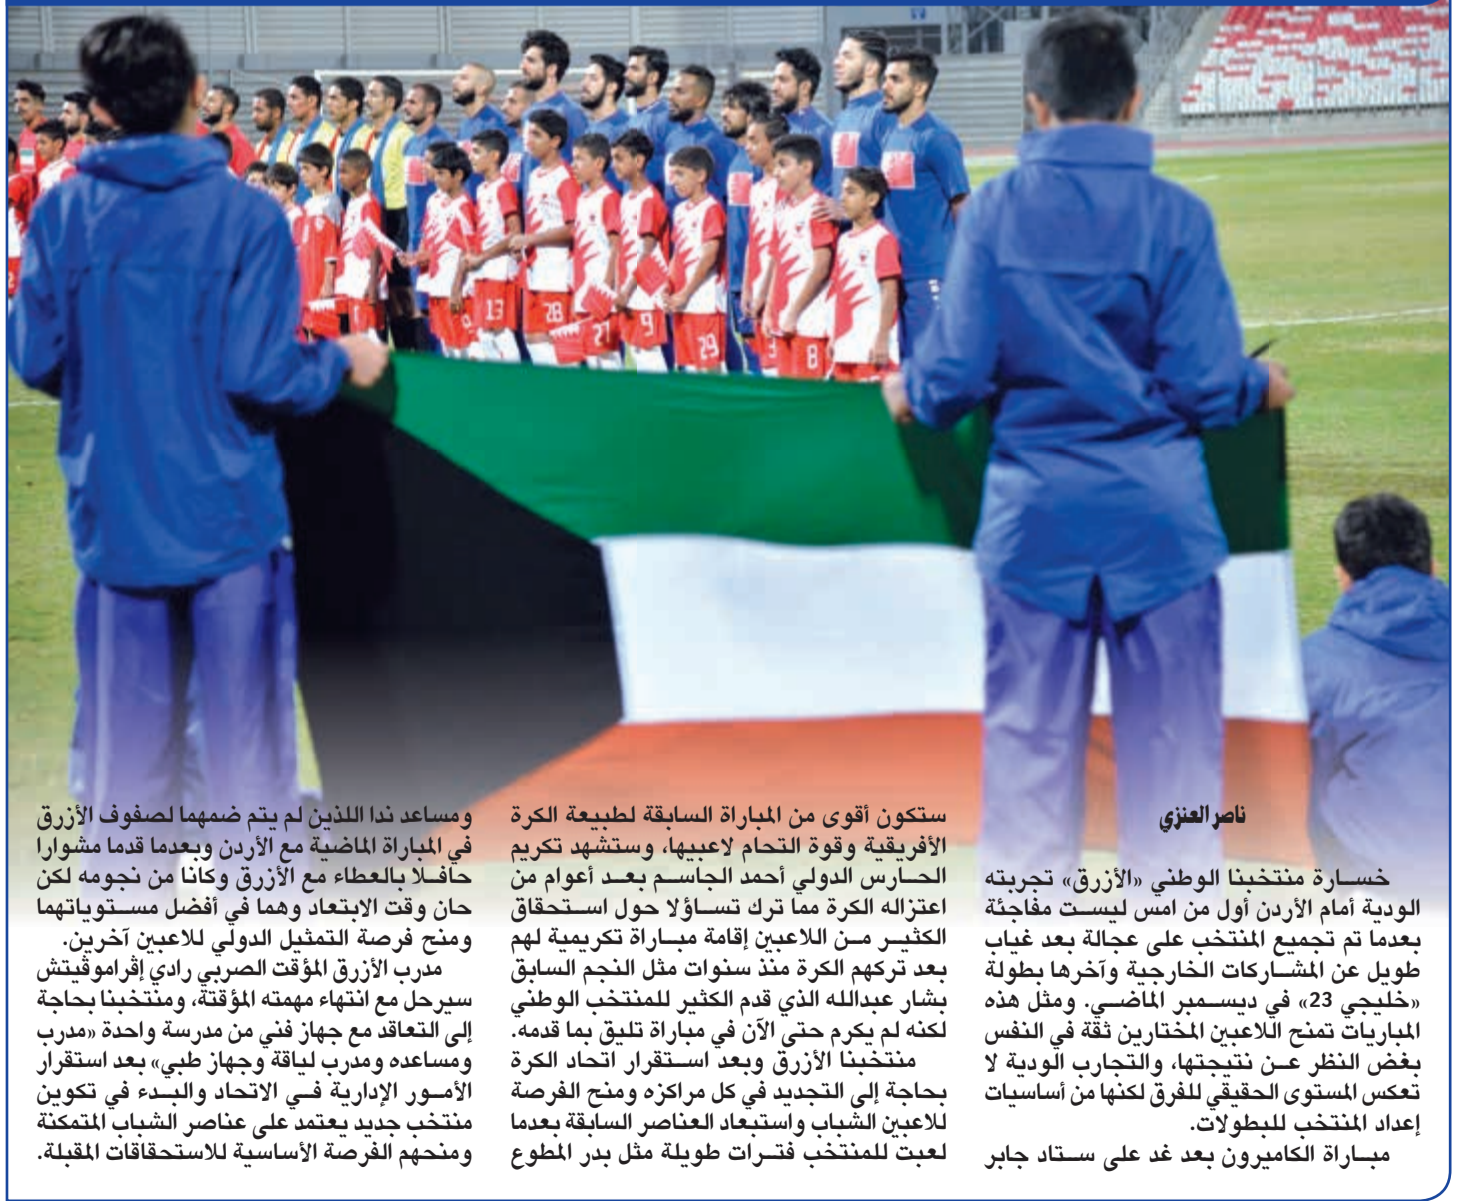 ناصر العنزي
خسارة منتخبنا الوطني «الأزرق» تجربته
الودية أمام الأردن أول من امس ليست مفاجئة
بعدما تم تجميع المنتخب على عجالة بعد غياب
طويل عن المشاركات الخارجية وآخرها بطولة
«خليجي 23» في ديسمبر الماضي. ومثل هذه
المباريات تمنح اللاعبين المختارين ثقة في النفس
بغض النظر عن نتيجتها، والتجارب الودية لا
تعكس المستوى الحقيقي للفرق لكنها من أساسيات
إعداد المنتخب للبطولات.
مباراة الكاميرون بعد غد على ستاد جابر
ستكون أقوى من المباراة السابقة لطبيعة الكرة
الأفريقية وقوة التحام لاعبيها، وستشهد تكريم
الحارس الدولي أحمد الجاسم بعد أعوام من
اعتزاله الكرة مما ترك تساؤلا حول استحقاق
الكثير من اللاعبين إقامة مباراة تكريمية لهم
بعد تركهم الكرة منذ سنوات مثل النجم السابق
بشار عبدالله الذي قدم الكثير للمنتخب الوطني
لكنه لم يكرم حتى الآن في مباراة تليق بما قدمه.
منتخبنا الأزرق وبعد استقرار اتحاد الكرة
بحاجة إلى التجديد في كل مراكزه ومنح الفرصة
للاعبين الشباب واستبعاد العناصر السابقة بعدما
لعبت للمنتخب فترات طويلة مثل بدر المطوع
ومساعد ندا اللذين لم يتم ضمهما لصفوف الأزرق
في المباراة الماضية مع الأردن وبعدما قدما مشوارا
حافلا بالعطاء مع الأزرق وكانا من نجومه لكن
حان وقت الابتعاد وهما في أفضل مستوياتهما
ومنح فرصة التمثيل الدولي للاعبين آخرين.
مدرب الأزرق المؤقت الصربي رادي إڤراموڤيتش
سيرحل مع انتهاء مهمته المؤقتة، ومنتخبنا بحاجة
إلى التعاقد مع جهاز فني من مدرسة واحدة «مدرب
ومساعده ومدرب لياقة وجهاز طبي» بعد استقرار
الأمور الإدارية في الاتحاد والبدء في تكوين
منتخب جديد يعتمد على عناصر الشباب المتمكنة
ومنحهم الفرصة الأساسية للاستحقاقات المقبلة.
13
28
27
9
29
8